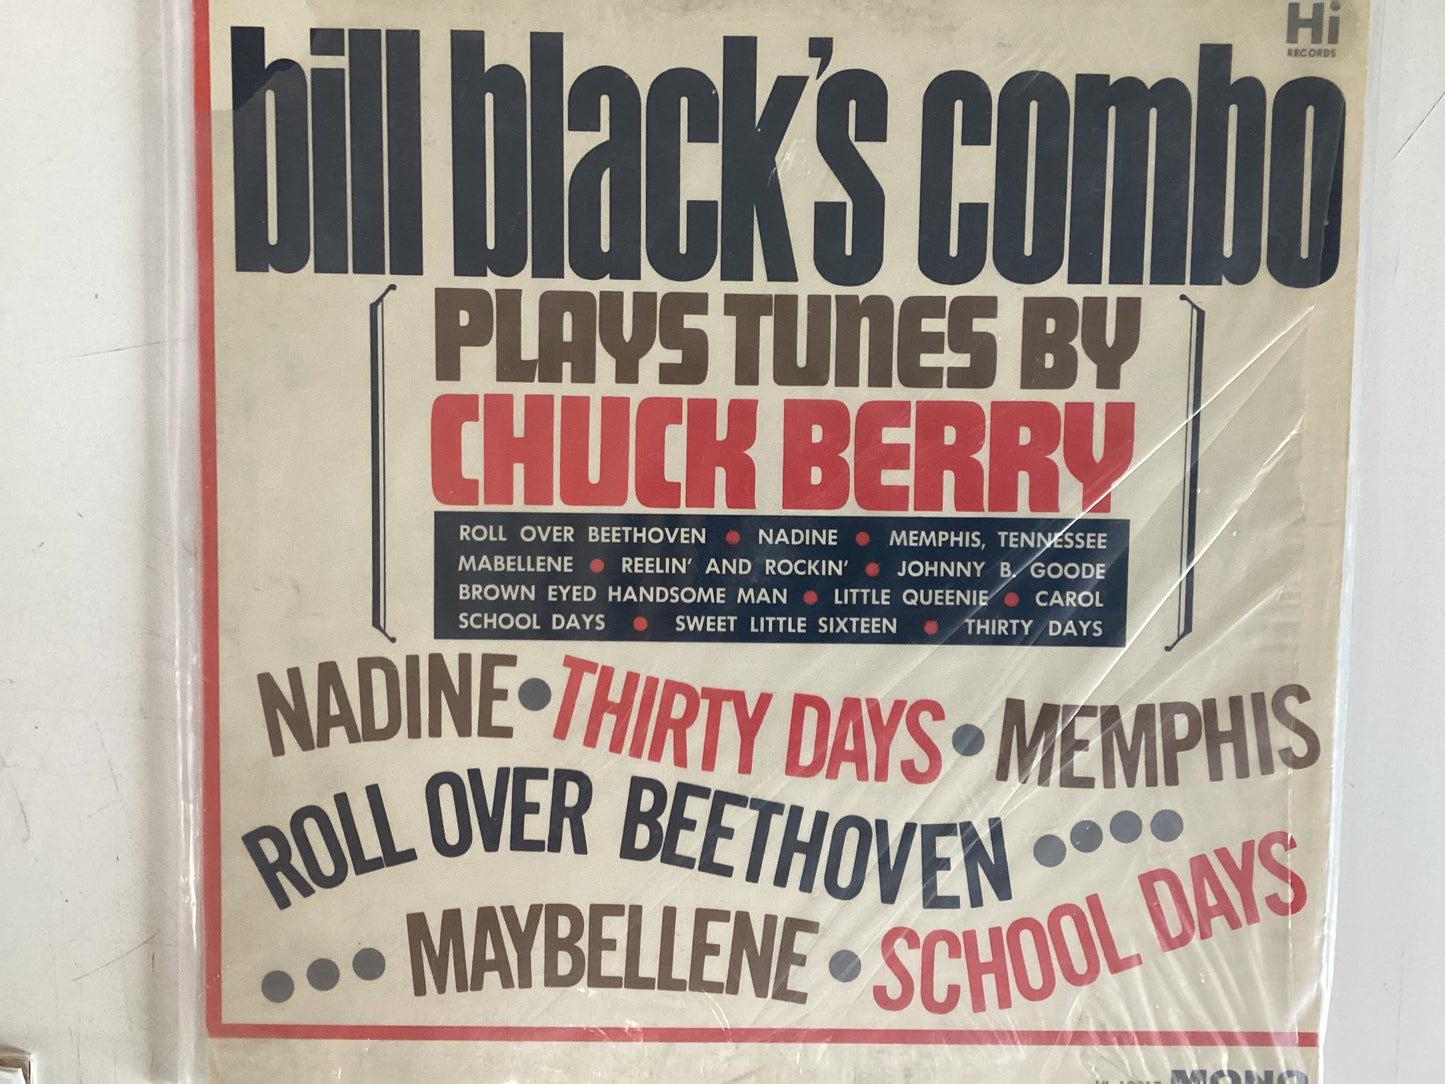 Hi
RECORDS
bill black's combo
PLAYS TUNES BY
CHUCK BERRY
ROLL OVER BEETHOVEN • NADINE • MEMPHIS, TENNESSEE
MABELLENE • REELIN' AND ROCKIN' • JOHNNY B. GOODE
BROWN EYED HANDSOME MAN • LITTLE QUEENIE • CAROL
SCHOOL DAYS • SWEET LITTLE SIXTEEN • THIRTY DAYS
NADINE • THIRTY DAYS • MEMPHIS
ROLL OVER BEETHOVEN ••••
••• MAYBELLENE • SCHOOL DAYS
MONO